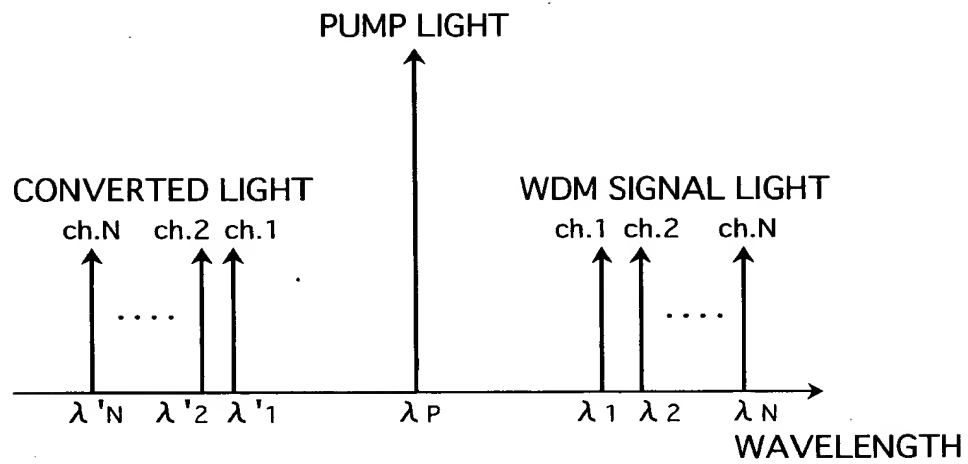 PUMP LIGHT
CONVERTED LIGHT WDM SIGNAL LIGHT
ch.N ch.2 ch.1 ch.1 ch.2 ch.N
.... ....
λ'N λ'2 λ'1 λP λ1 λ2 λN
WAVELENGTH